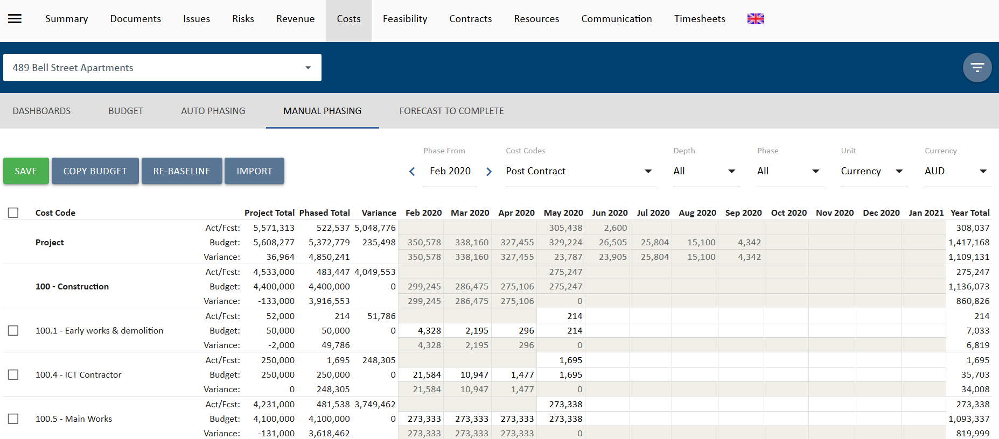 Summary Documents Issues Risks Revenue Costs Feasibility Contracts Resources Communication Timesheets
489 Bell Street Apartments
DASHBOARDS BUDGET AUTO PHASING MANUAL PHASING FORECAST TO COMPLETE
Phase From Cost Codes Depth Phase Unit Currency
SAVE COPY BUDGET RE-BASELINE IMPORT Feb 2020 Post Contract All All Currency AUD
Cost Code Project Total Phased Total Variance Feb 2020 Mar 2020 Apr 2020 May 2020 Jun 2020 Jul 2020 Aug 2020 Sep 2020 Oct 2020 Nov 2020 Dec 2020 Jan 2021 Year Total
Act/Fcst: 5,571,313 522,537 5,048,776 305,438 2,600 308,037
Project Budget: 5,608,277 5,372,779 235,498 350,578 338,160 327,455 329,224 26,505 25,804 15,100 4,342 1,417,168
Variance: 36,964 4,850,241 350,578 338,160 327,455 23,787 23,905 25,804 15,100 4,342 1,109,131
Act/Fcst: 4,533,000 483,447 4,049,553 275,247 275,247
100 - Construction Budget: 4,400,000 4,400,000 0 299,245 286,475 275,106 275,247 1,136,073
Variance: -133,000 3,916,553 299,245 286,475 275,106 0 860,826
Act/Fcst: 52,000 214 51,786 214 214
100.1 - Early works & demolition Budget: 50,000 50,000 0 4,328 2,195 296 214 7,033
Variance: -2,000 49,786 4,328 2,195 296 0 6,819
Act/Fcst: 250,000 1,695 248,305 1,695 1,695
100.4 - ICT Contractor Budget: 250,000 250,000 0 21,584 10,947 1,477 1,695 35,703
Variance: 0 248,305 21,584 10,947 1,477 0 34,008
Act/Fcst: 4,231,000 481,538 3,749,462 273,338 273,338
100.5 - Main Works Budget: 4,100,000 4,100,000 0 273,333 273,333 273,333 273,338 1,093,337
Variance: -131,000 3,618,462 273,333 273,333 273,333 0 819,999